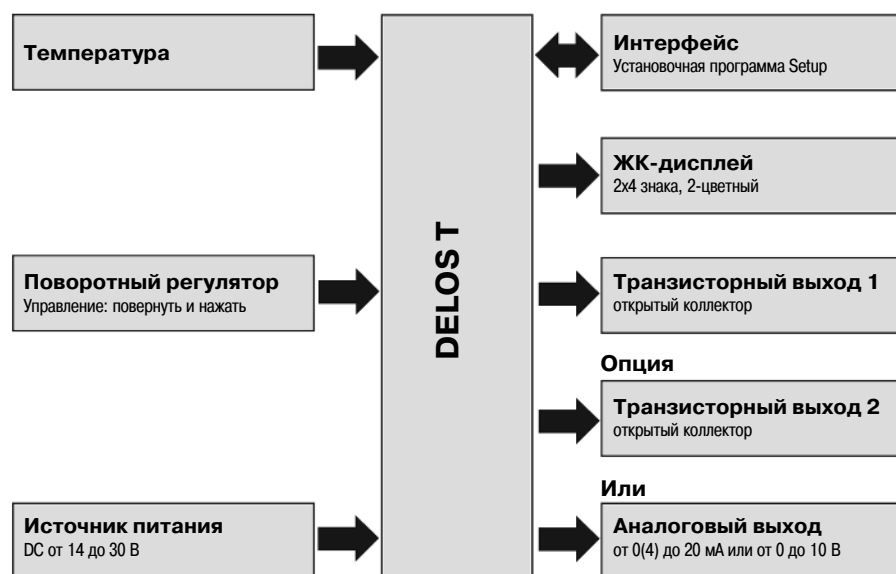 Температура
Поворотный регулятор
Управление: повернуть и нажать
Источник питания
DC от 14 до 30 В
DELOS T
Интерфейс
Установочная программа Setup
ЖК-дисплей
2x4 знака, 2-цветный
Транзисторный выход 1
открытый коллектор
Опция
Транзисторный выход 2
открытый коллектор
Или
Аналоговый выход
от 0(4) до 20 мА или от 0 до 10 В